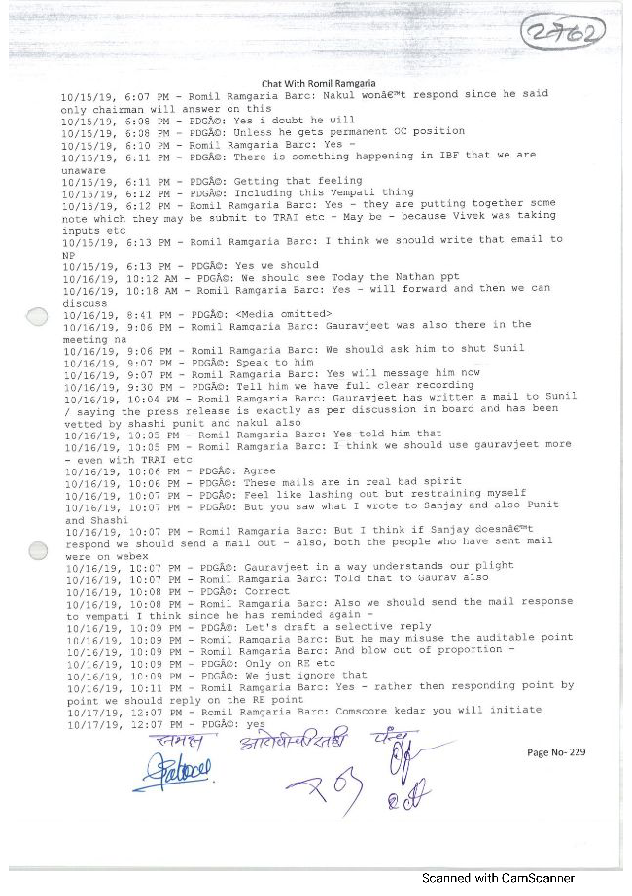 2762
Chat With Romil Ramgaria
10/15/19, 6:07 PM - Romil Ramgaria Barc: Nakul wonâ€™t respond since he said
only chairman will answer on this
10/15/19, 6:08 PM - PDGÂ©: Yes i doubt he will
10/15/19, 6:08 PM - PDGÂ©: Unless he gets permanent OC position
10/15/19, 6:10 PM - Romil Ramgaria Barc: Yes -
10/15/19, 6:11 PM - PDGÂ©: There is something happening in IBF that we are
unaware
10/15/19, 6:11 PM - PDGÂ©: Getting that feeling
10/15/19, 6:12 PM - PDGÂ©: Including this Vempati thing
10/15/19, 6:12 PM - Romil Ramgaria Barc: Yes - they are putting together some
note which they may be submit to TRAI etc - May be - because Vivek was taking
inputs etc
10/15/19, 6:13 PM - Romil Ramgaria Barc: I think we should write that email to
NP
10/15/19, 6:13 PM - PDGÂ©: Yes we should
10/16/19, 10:12 AM - PDGÂ©: We should see Today the Nathan ppt
10/16/19, 10:18 AM - Romil Ramgaria Barc: Yes - will forward and then we can
discuss
10/16/19, 8:41 PM - PDGÂ©: <Media omitted>
10/16/19, 9:06 PM - Romil Ramgaria Barc: Gauravjeet was also there in the
meeting na
10/16/19, 9:06 PM - Romil Ramgaria Barc: We should ask him to shut Sunil
10/16/19, 9:07 PM - PDGÂ©: Speak to him
10/16/19, 9:07 PM - Romil Ramgaria Barc: Yes will message him now
10/16/19, 9:30 PM - PDGÂ©: Tell him we have full clear recording
10/16/19, 10:04 PM - Romil Ramgaria Barc: Gauravjeet has written a mail to Sunil
/ saying the press release is exactly as per discussion in board and has been
vetted by shashi punit and nakul also
10/16/19, 10:05 PM - Romil Ramgaria Barc: Yes told him that
10/16/19, 10:05 PM - Romil Ramgaria Barc: I think we should use gauravjeet more
- even with TRAI etc
10/16/19, 10:06 PM - PDGÂ©: Agree
10/16/19, 10:06 PM - PDGÂ©: These mails are in real bad spirit
10/16/19, 10:07 PM - PDGÂ©: Feel like lashing out but restraining myself
10/16/19, 10:07 PM - PDGÂ©: But you saw what I wrote to Sanjay and also Punit
and Shashi
10/16/19, 10:07 PM - Romil Ramgaria Barc: But I think if Sanjay doesnâ€™t
respond we should send a mail out - also, both the people who have sent mail
were on webex
10/16/19, 10:07 PM - PDGÂ©: Gauravjeet in a way understands our plight
10/16/19, 10:07 PM - Romil Ramgaria Barc: Told that to Gaurav also
10/16/19, 10:08 PM - PDGÂ©: Correct
10/16/19, 10:08 PM - Romil Ramgaria Barc: Also we should send the mail response
to vempati I think since he has reminded again -
10/16/19, 10:09 PM - PDGÂ©: Let's draft a selective reply
10/16/19, 10:09 PM - Romil Ramgaria Barc: But he may misuse the auditable point
10/16/19, 10:09 PM - Romil Ramgaria Barc: And blow out of proportion -
10/16/19, 10:09 PM - PDGÂ©: Only on RE etc
10/16/19, 10:09 PM - PDGÂ©: We just ignore that
10/16/19, 10:11 PM - Romil Ramgaria Barc: Yes - rather then responding point by
point we should reply on the RE point
10/17/19, 12:07 PM - Romil Ramgaria Barc: Comscore kedar you will initiate
10/17/19, 12:07 PM - PDGÂ©: yes
समक्ष आरोपीची सही पंच
Page No- 229
Scanned with CamScanner